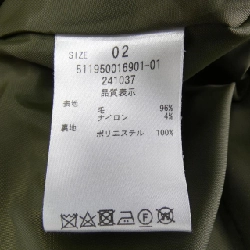 SIZE 02
511950016901-01
241037
品質表示
表地 毛 96%
ナイロン 4%
裏地 ポリエステル 100%